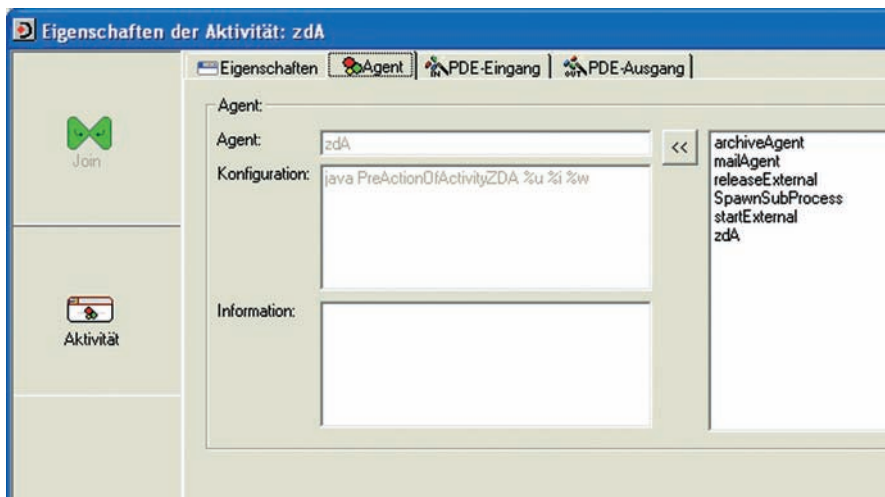 Eigenschaften der Aktivität: zdA
Eigenschaften Agent PDE-Eingang PDE-Ausgang
Join
Aktivität
Agent:
Agent: zdA <<
Konfiguration: java PreActionOfActivityZDA %u %i %w
Information:
archiveAgent
mailAgent
releaseExternal
SpawnSubProcess
startExternal
zdA